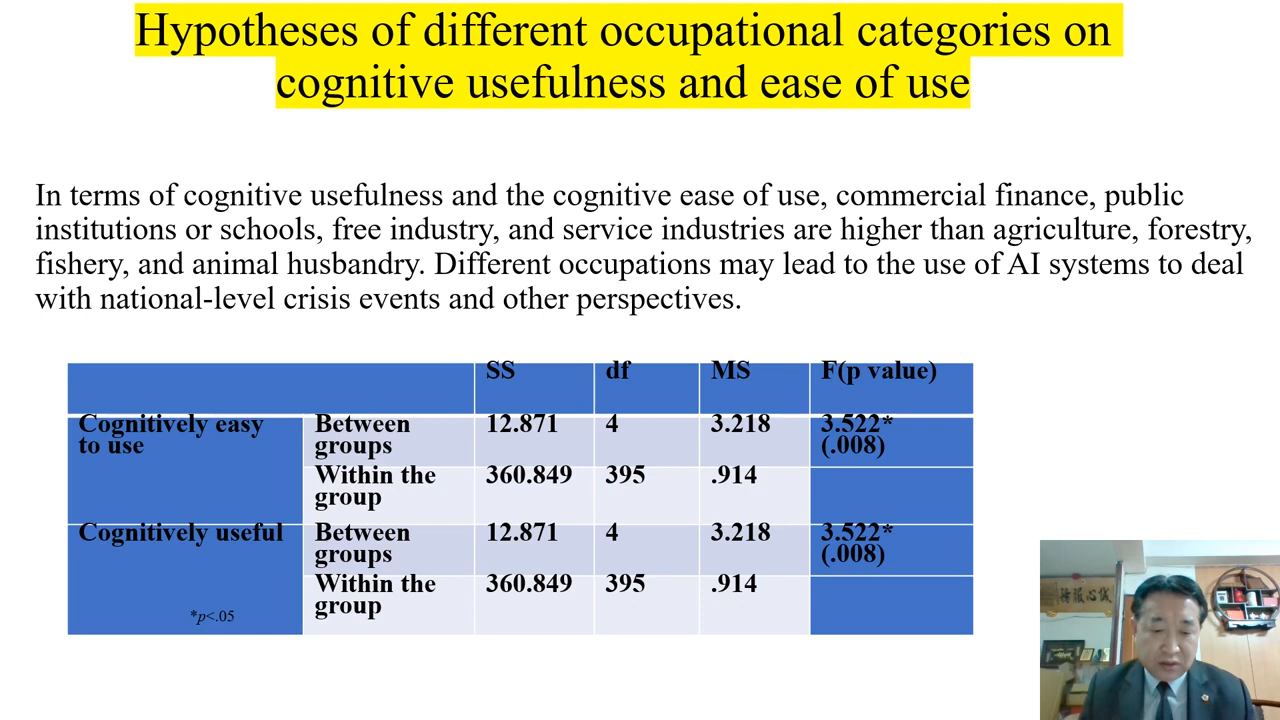 Hypotheses of different occupational categories on
cognitive usefulness and ease of use
In terms of cognitive usefulness and the cognitive ease of use, commercial finance, public
institutions or schools, free industry, and service industries are higher than agriculture, forestry,
fishery, and animal husbandry. Different occupations may lead to the use of AI systems to deal
with national-level crisis events and other perspectives.
SS df MS F(p value)
Cognitively easy
to use
Between
groups
12.871 4 3.218 3.522*
(.008)
Within the
group
360.849 395 .914
Cognitively useful
Between
groups
12.871 4 3.218 3.522*
(.008)
Within the
group
360.849 395 .914
*p<.05